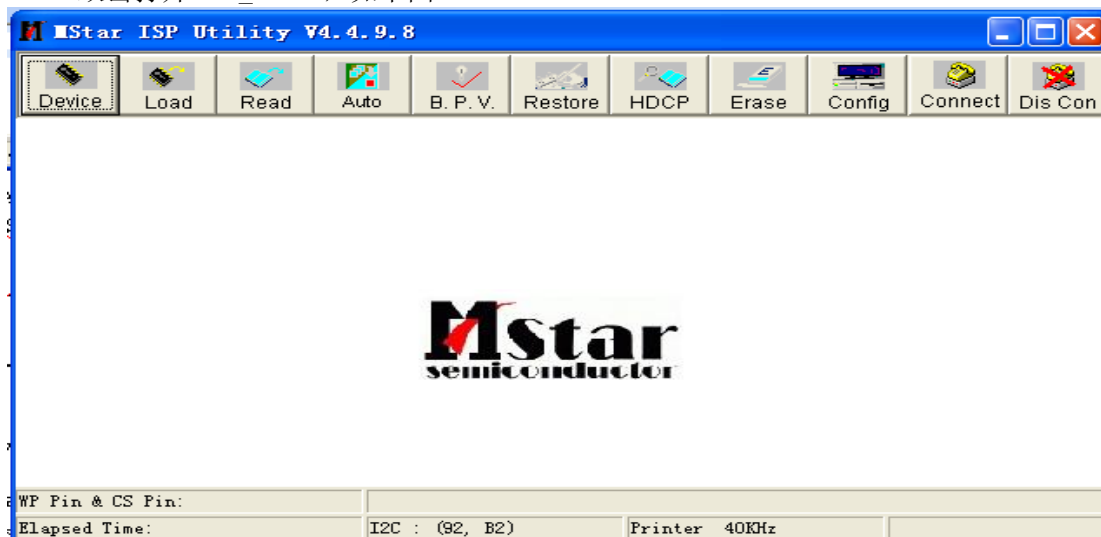 MStar ISP Utility V4.4.9.8
Device Load Read Auto B.P.V. Restore HDCP Erase Config Connect Dis Con
MStar
semiconductor
WP Pin & CS Pin:
Elapsed Time: I2C : (92, B2) Printer 40KHz